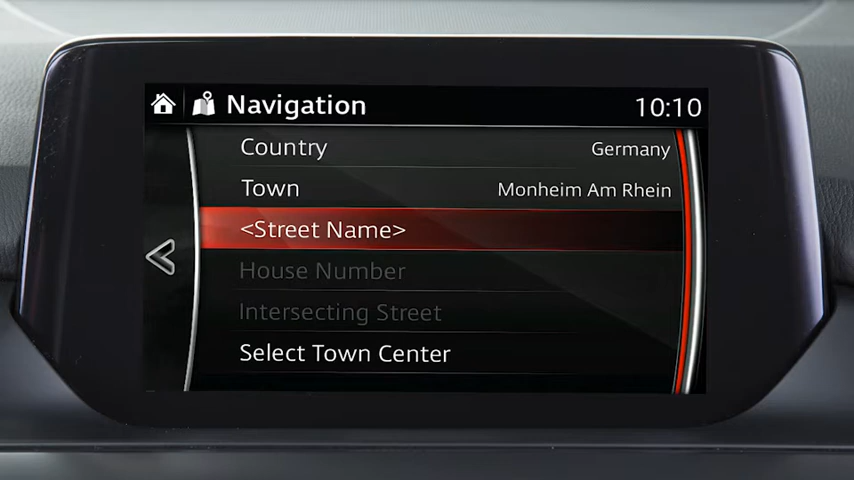 Navigation 10:10
Country Germany
Town Monheim Am Rhein
<Street Name>
House Number
Intersecting Street
Select Town Center